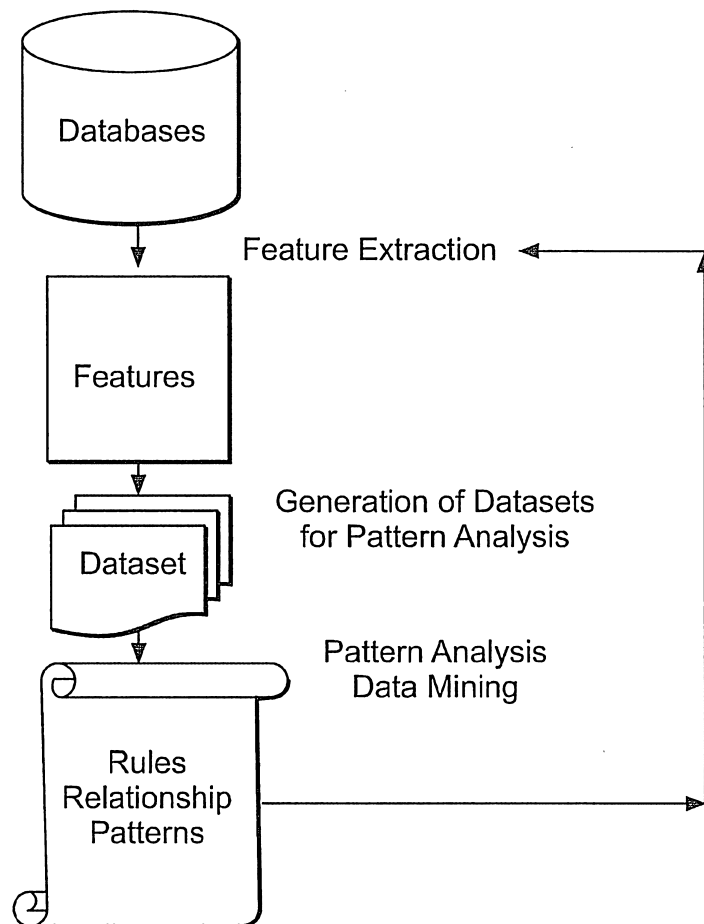 Databases
Feature Extraction
Features
Generation of Datasets
for Pattern Analysis
Dataset
Pattern Analysis
Data Mining
Rules
Relationship
Patterns